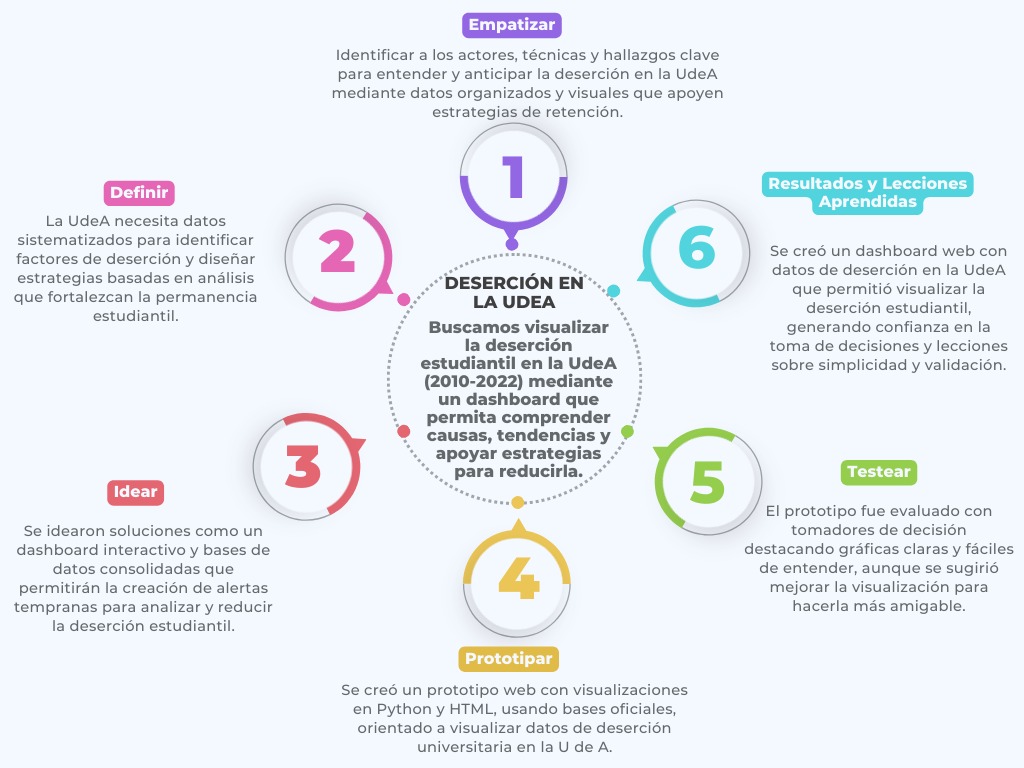 Empatizar
Identificar a los actores, técnicas y hallazgos clave
para entender y anticipar la deserción en la UdeA
mediante datos organizados y visuales que apoyen
estrategias de retención.
1
Definir
La UdeA necesita datos
sistematizados para identificar
factores de deserción y diseñar
estrategias basadas en análisis
que fortalezcan la permanencia
estudiantil.
2
Idear
Se idearon soluciones como un
dashboard interactivo y bases de
datos consolidadas que
permitirán la creación de alertas
tempranas para analizar y reducir
la deserción estudiantil.
3
DESERCIÓN EN
LA UDEA
Buscamos visualizar
la deserción
estudiantil en la UdeA
(2010-2022) mediante
un dashboard que
permita comprender
causas, tendencias y
apoyar estrategias
para reducirla.
4
Prototipar
Se creó un prototipo web con visualizaciones
en Python y HTML, usando bases oficiales,
orientado a visualizar datos de deserción
universitaria en la U de A.
5
Testear
El prototipo fue evaluado con
tomadores de decisión
destacando gráficas claras y fáciles
de entender, aunque se sugirió
mejorar la visualización para
hacerla más amigable.
6
Resultados y Lecciones
Aprendidas
Se creó un dashboard web con
datos de deserción en la UdeA
que permitió visualizar la
deserción estudiantil,
generando confianza en la
toma de decisiones y lecciones
sobre simplicidad y validación.